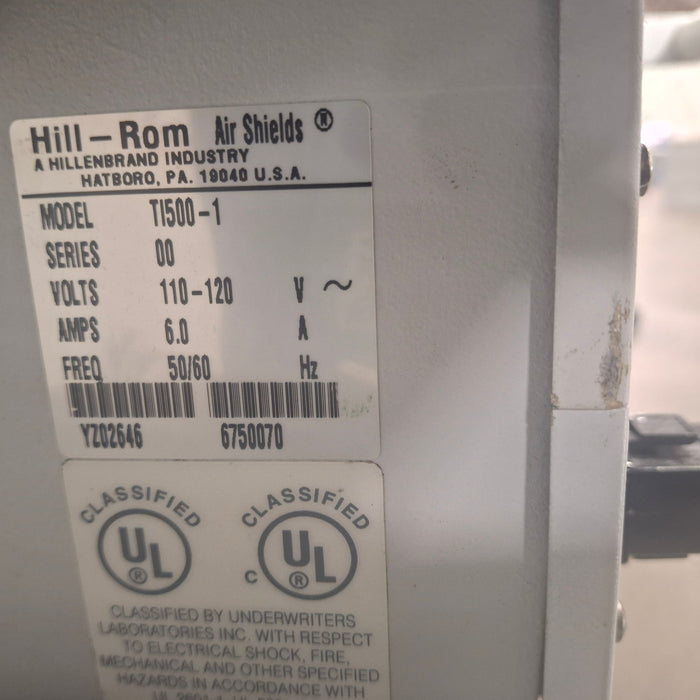 Hill-Rom Air Shields ®
A HILLENBRAND INDUSTRY
HATBORO, PA. 19040 U.S.A.
MODEL TI500-1
SERIES 00
VOLTS 110-120 V ~
AMPS 6.0 A
FREQ 50/60 Hz
YZ02646 6750070
CLASSIFIED CLASSIFIED
UL ® C UL ®
CLASSIFIED BY UNDERWRITERS
LABORATORIES INC. WITH RESPECT
TO ELECTRICAL SHOCK, FIRE,
MECHANICAL AND OTHER SPECIFIED
HAZARDS IN ACCORDANCE WITH